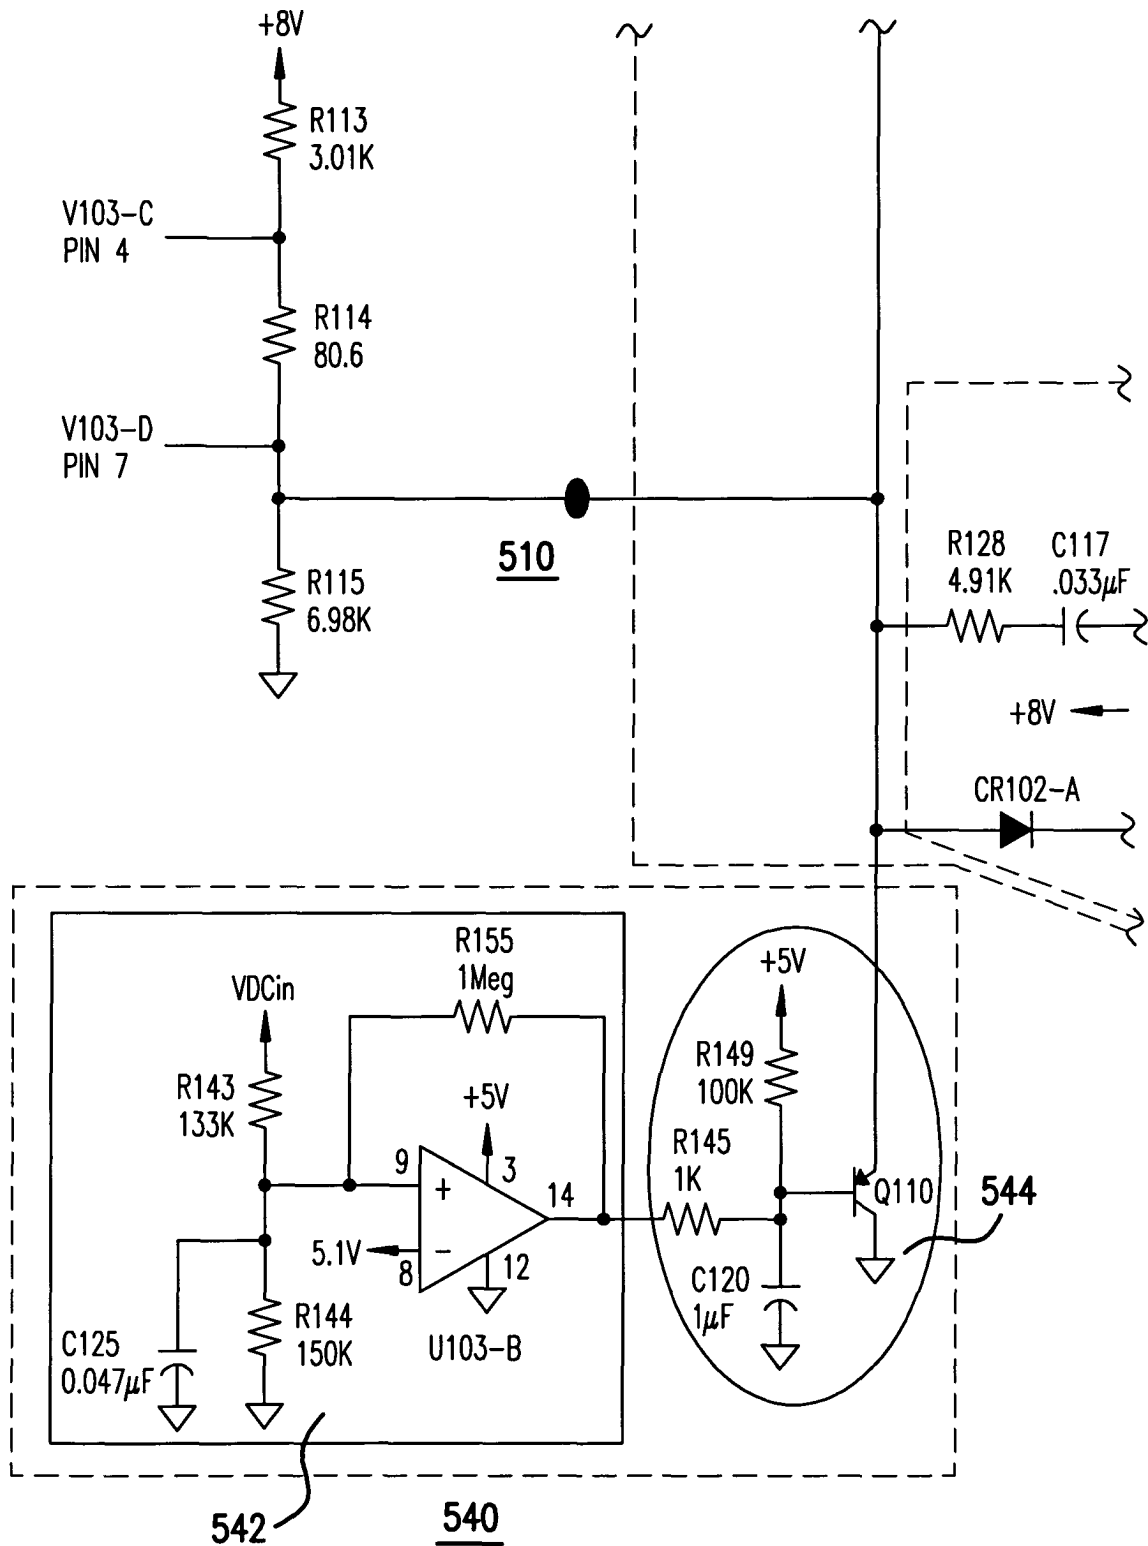 +8V
R113
3.01K
V103-C
PIN 4
R114
80.6
V103-D
PIN 7
510
R115
6.98K
R128
4.91K
C117
.033μF
+8V
CR102-A
R155
1Meg
VDCin
R143
133K
+5V
9
3
+
14
5.1V
-
8
12
U103-B
R144
150K
C125
0.047μF
+5V
R149
100K
R145
1K
Q110
544
C120
1μF
542
540